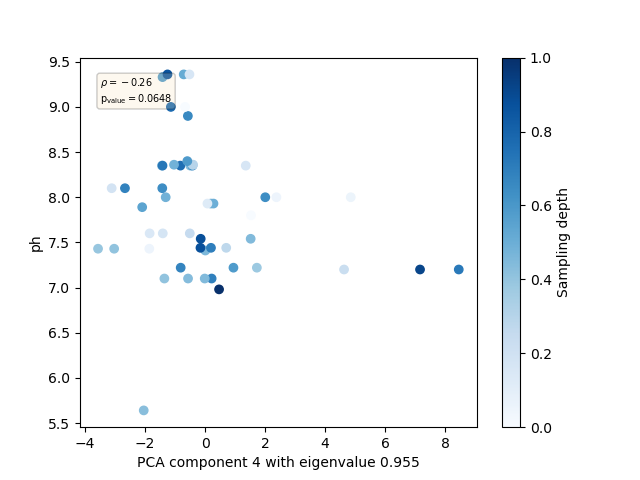 ρ = −0.26
pvalue = 0.0648
9.5
9.0
8.5
8.0
7.5
7.0
6.5
6.0
5.5
ph
−4 −2 0 2 4 6 8
PCA component 4 with eigenvalue 0.955
1.0
0.8
0.6
0.4
0.2
0.0
Sampling depth